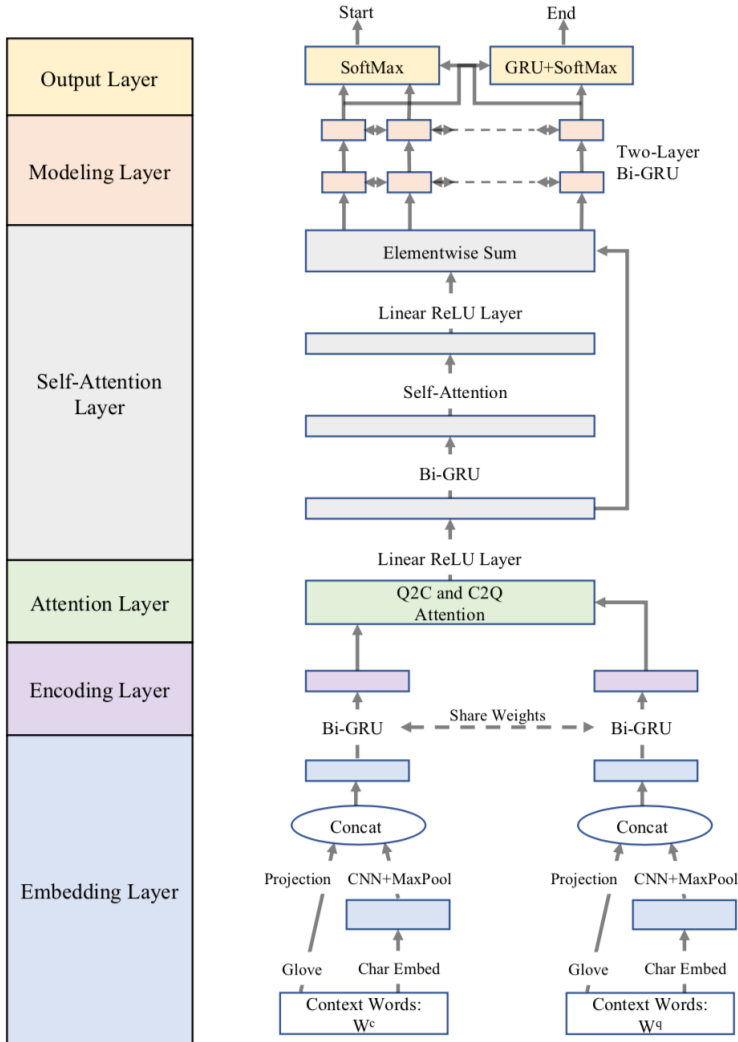 Start
End
Output Layer
SoftMax
GRU+SoftMax
Modeling Layer
Two-Layer
Bi-GRU
Elementwise Sum
Linear ReLU Layer
Self-Attention
Layer
Self-Attention
Bi-GRU
Linear ReLU Layer
Attention Layer
Q2C and C2Q
Attention
Encoding Layer
Share Weights
Bi-GRU
Bi-GRU
Concat
Concat
Embedding Layer
Projection
CNN+MaxPool
Projection
CNN+MaxPool
Glove
Char Embed
Glove
Char Embed
Context Words:
Wᶜ
Context Words:
W^q